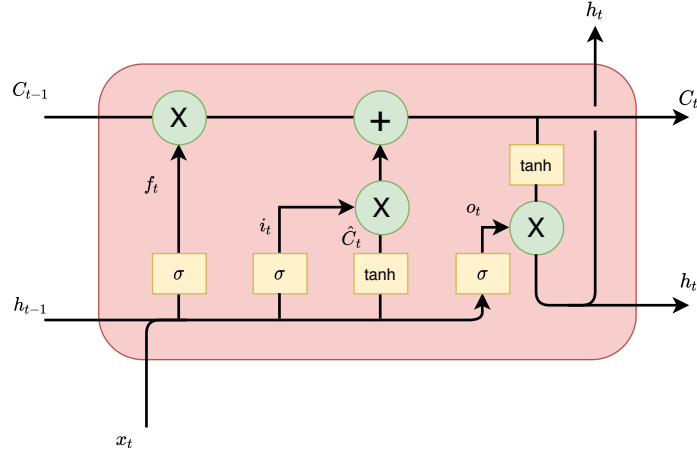 h_t
C_{t-1}
X
+
C_t
tanh
f_t
X
o_t
i_t
Ĉ_t
X
σ
σ
tanh
σ
h_{t-1}
h_t
x_t